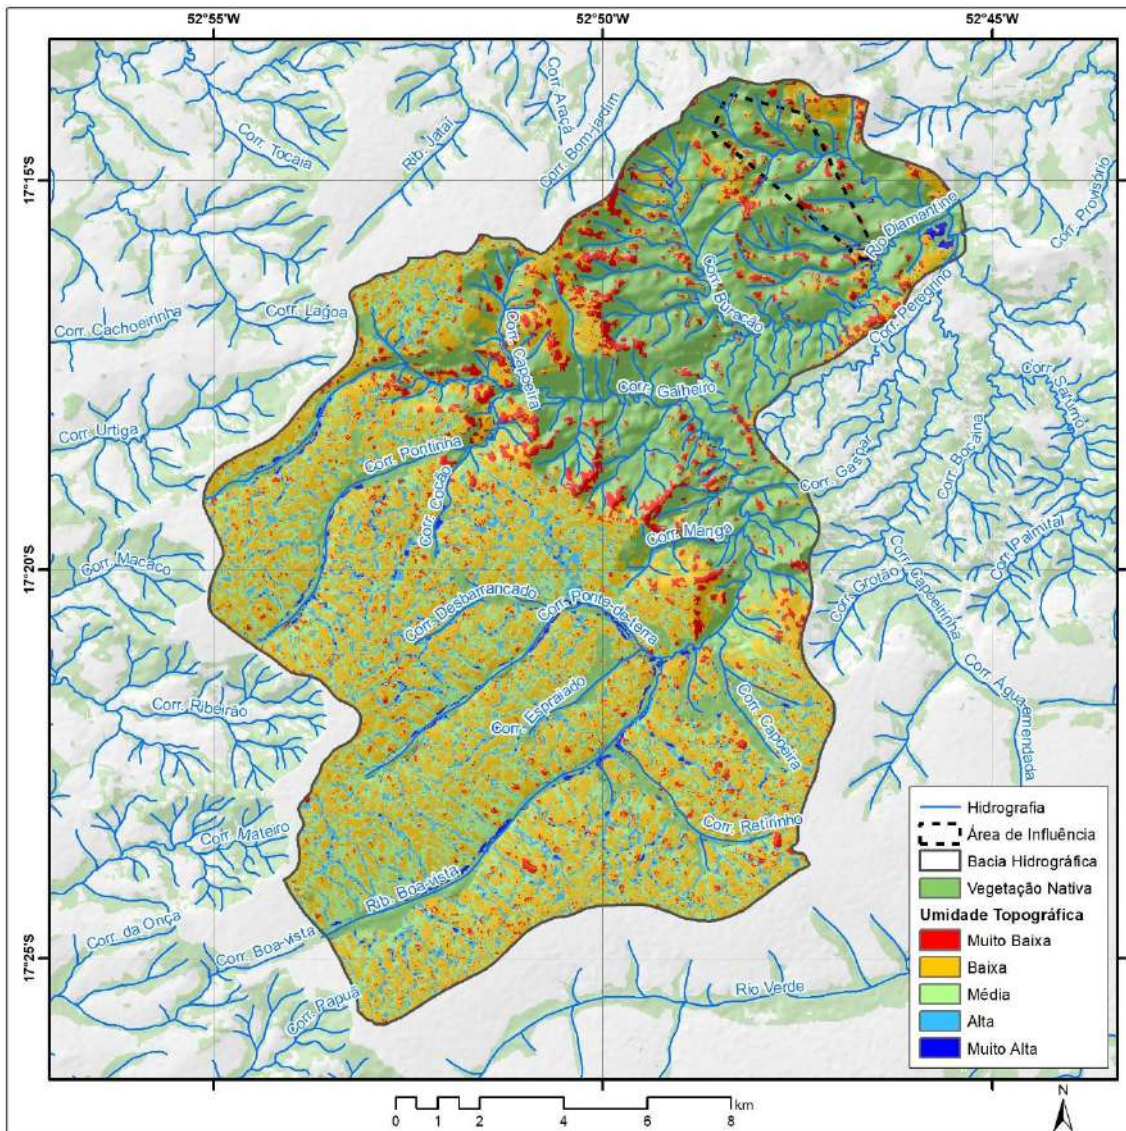 52°55'W
52°50'W
52°45'W
17°15'S
17°20'S
17°25'S
Corr. Tocaia
Rib. Jataí
Corr. Araçá
Corr. Bom-jardim
Corr. Provisório
Rio Diamantino
Corr. Peregrino
Corr. Buracão
Corr. Lagoa
Corr. Cachoeirinha
Corr. Capoeira
Corr. Galheiro
Corr. Saturno
Corr. Urtiga
Corr. Pontinha
Corr. Cocão
Corr. Gaspar
Corr. Bocaina
Corr. Manga
Corr. Palmital
Corr. Macaco
Corr. Desbarrancado
Corr. Ponte-de-terra
Corr. Grotão
Corr. Capoeirinha
Corr. Espraiado
Corr. Capoeira
Corr. Água-emendada
Corr. Ribeirão
Corr. Mateiro
Corr. Retirinho
Rib. Boa-vista
Corr. da Onça
Corr. Boa-vista
Corr. Papuã
Rio Verde
Hidrografia
Área de Influência
Bacia Hidrográfica
Vegetação Nativa
Umidade Topográfica
Muito Baixa
Baixa
Média
Alta
Muito Alta
km
0 1 2 4 6 8
N